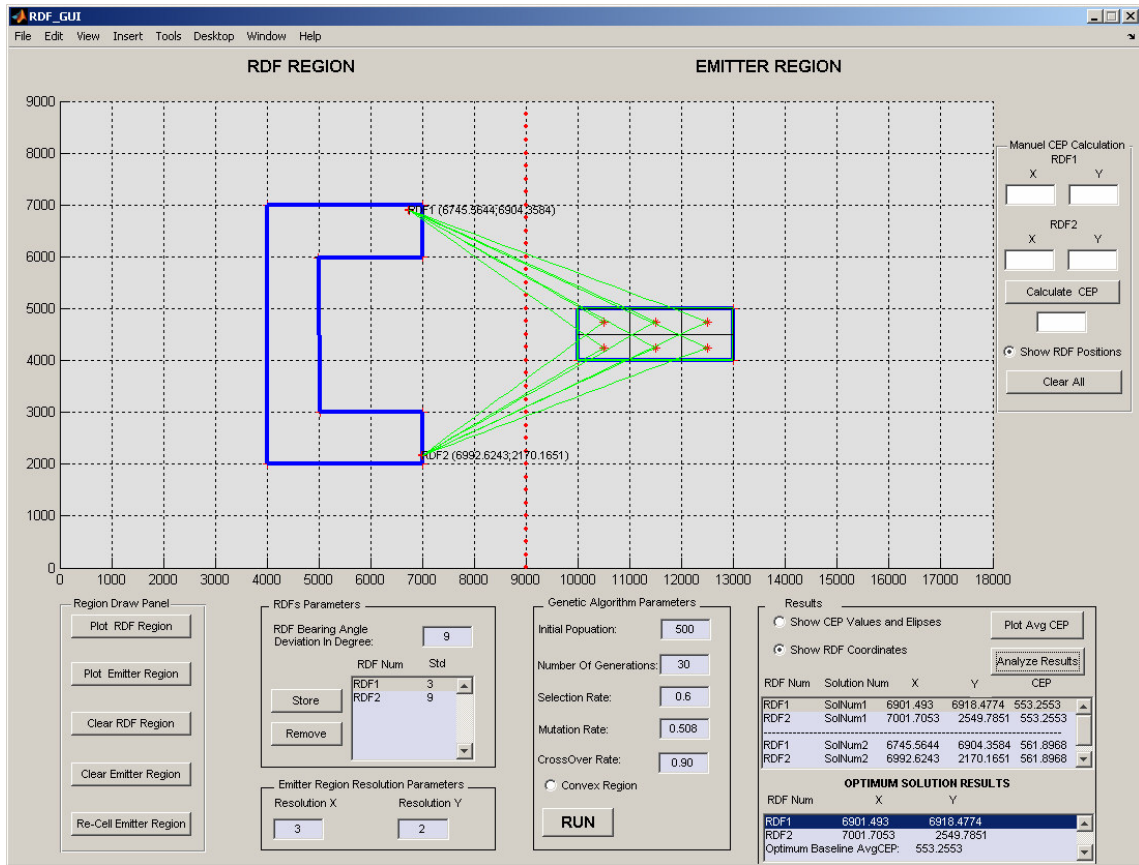 RDF_GUI
File Edit View Insert Tools Desktop Window Help
RDF REGION
EMITTER REGION
9000
8000
7000
6000
5000
4000
3000
2000
1000
0
RDF1 (6745.5644;6904.3584)
RDF2 (6992.6243;2170.1651)
0 1000 2000 3000 4000 5000 6000 7000 8000 9000 10000 11000 12000 13000 14000 15000 16000 17000 18000
Manuel CEP Calculation
RDF1
X Y
RDF2
X Y
Calculate CEP
Show RDF Positions
Clear All
Region Draw Panel
Plot RDF Region
Plot Emitter Region
Clear RDF Region
Clear Emitter Region
Re-Cell Emitter Region
RDFs Parameters
RDF Bearing Angle
Deviation In Degree:
9
RDF Num Std
RDF1 3
RDF2 9
Store
Remove
Emitter Region Resolution Parameters
Resolution X Resolution Y
3 2
Genetic Algorithm Parameters
Initial Popuation: 500
Number Of Generations: 30
Selection Rate: 0.6
Mutation Rate: 0.508
CrossOver Rate: 0.90
Convex Region
RUN
Results
Show CEP Values and Elipses
Plot Avg CEP
Show RDF Coordinates
Analyze Results
RDF Num Solution Num X Y CEP
RDF1 SolNum1 6901.493 6918.4774 553.2553
RDF2 SolNum1 7001.7053 2549.7851 553.2553
--------------------------------------------------------------------
RDF1 SolNum2 6745.5644 6904.3584 561.8968
RDF2 SolNum2 6992.6243 2170.1651 561.8968
OPTIMUM SOLUTION RESULTS
RDF Num X Y
RDF1 6901.493 6918.4774
RDF2 7001.7053 2549.7851
Optimum Baseline AvgCEP: 553.2553